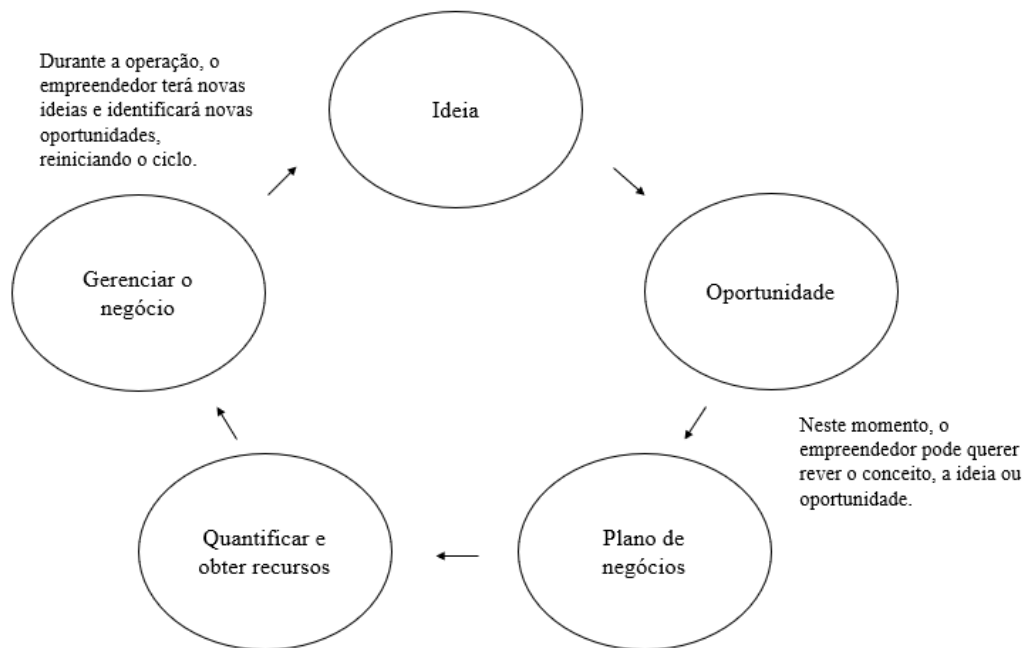 Durante a operação, o
empreendedor terá novas
ideias e identificará novas
oportunidades,
reiniciando o ciclo.
Ideia
Oportunidade
Neste momento, o
empreendedor pode querer
rever o conceito, a ideia ou
oportunidade.
Plano de
negócios
Quantificar e
obter recursos
Gerenciar o
negócio